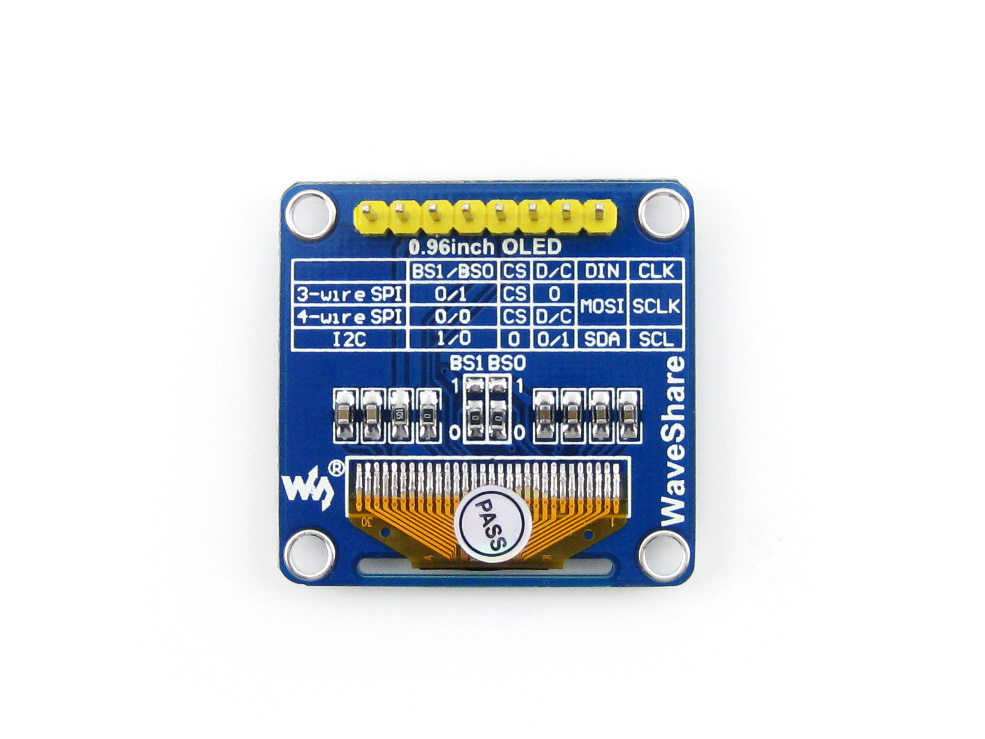 0.96inch OLED
BS1/BS0 CS D/C DIN CLK
3-wire SPI 0/1 CS 0 MOSI SCLK
4-wire SPI 0/0 CS D/C
I2C 1/0 0 0/1 SDA SCL
BS1 BS0
1 1
0 0
WaveShare
®
30 1
PASS